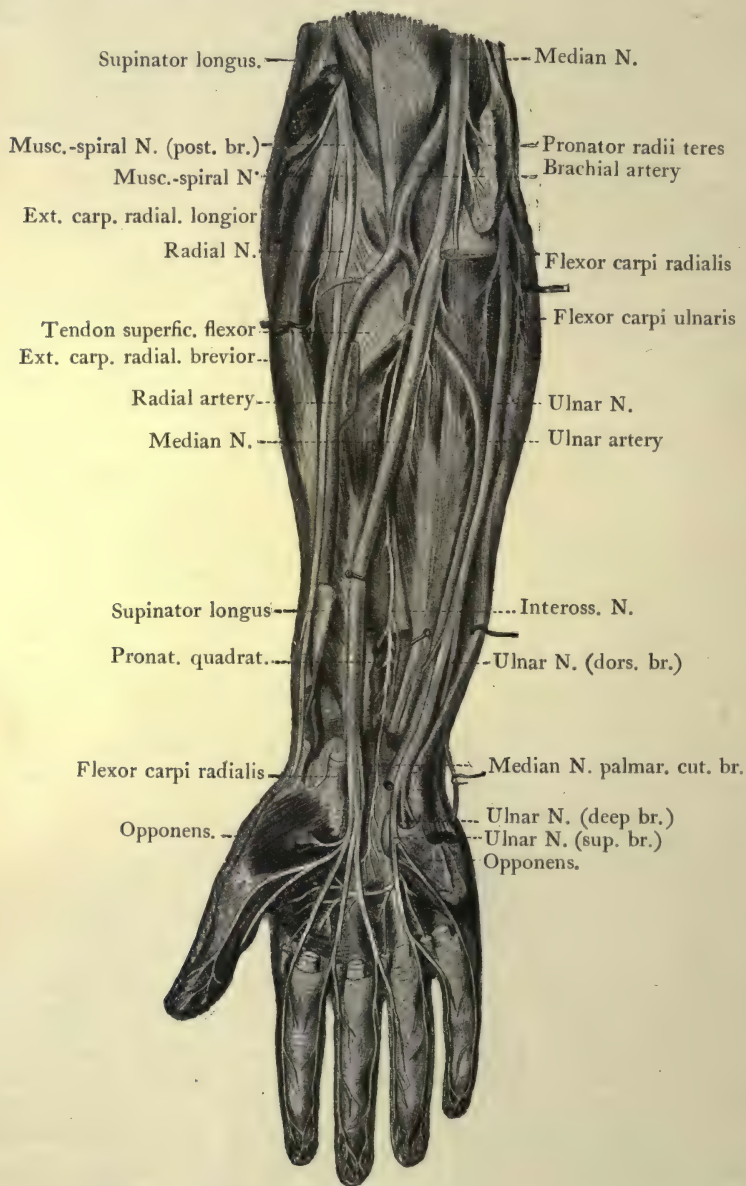 Supinator longus.
Musc.-spiral N. (post. br.)
Musc.-spiral N
Ext. carp. radial. longior
Radial N.
Tendon superfic. flexor
Ext. carp. radial. brevior
Radial artery
Median N.
Supinator longus
Pronat. quadrat.
Flexor carpi radialis
Opponens.
Median N.
Pronator radii teres
Brachial artery
Flexor carpi radialis
Flexor carpi ulnaris
Ulnar N.
Ulnar artery
Inteross. N.
Ulnar N. (dors. br.)
Median N. palmar. cut. br.
Ulnar N. (deep br.)
Ulnar N. (sup. br.)
Opponens.